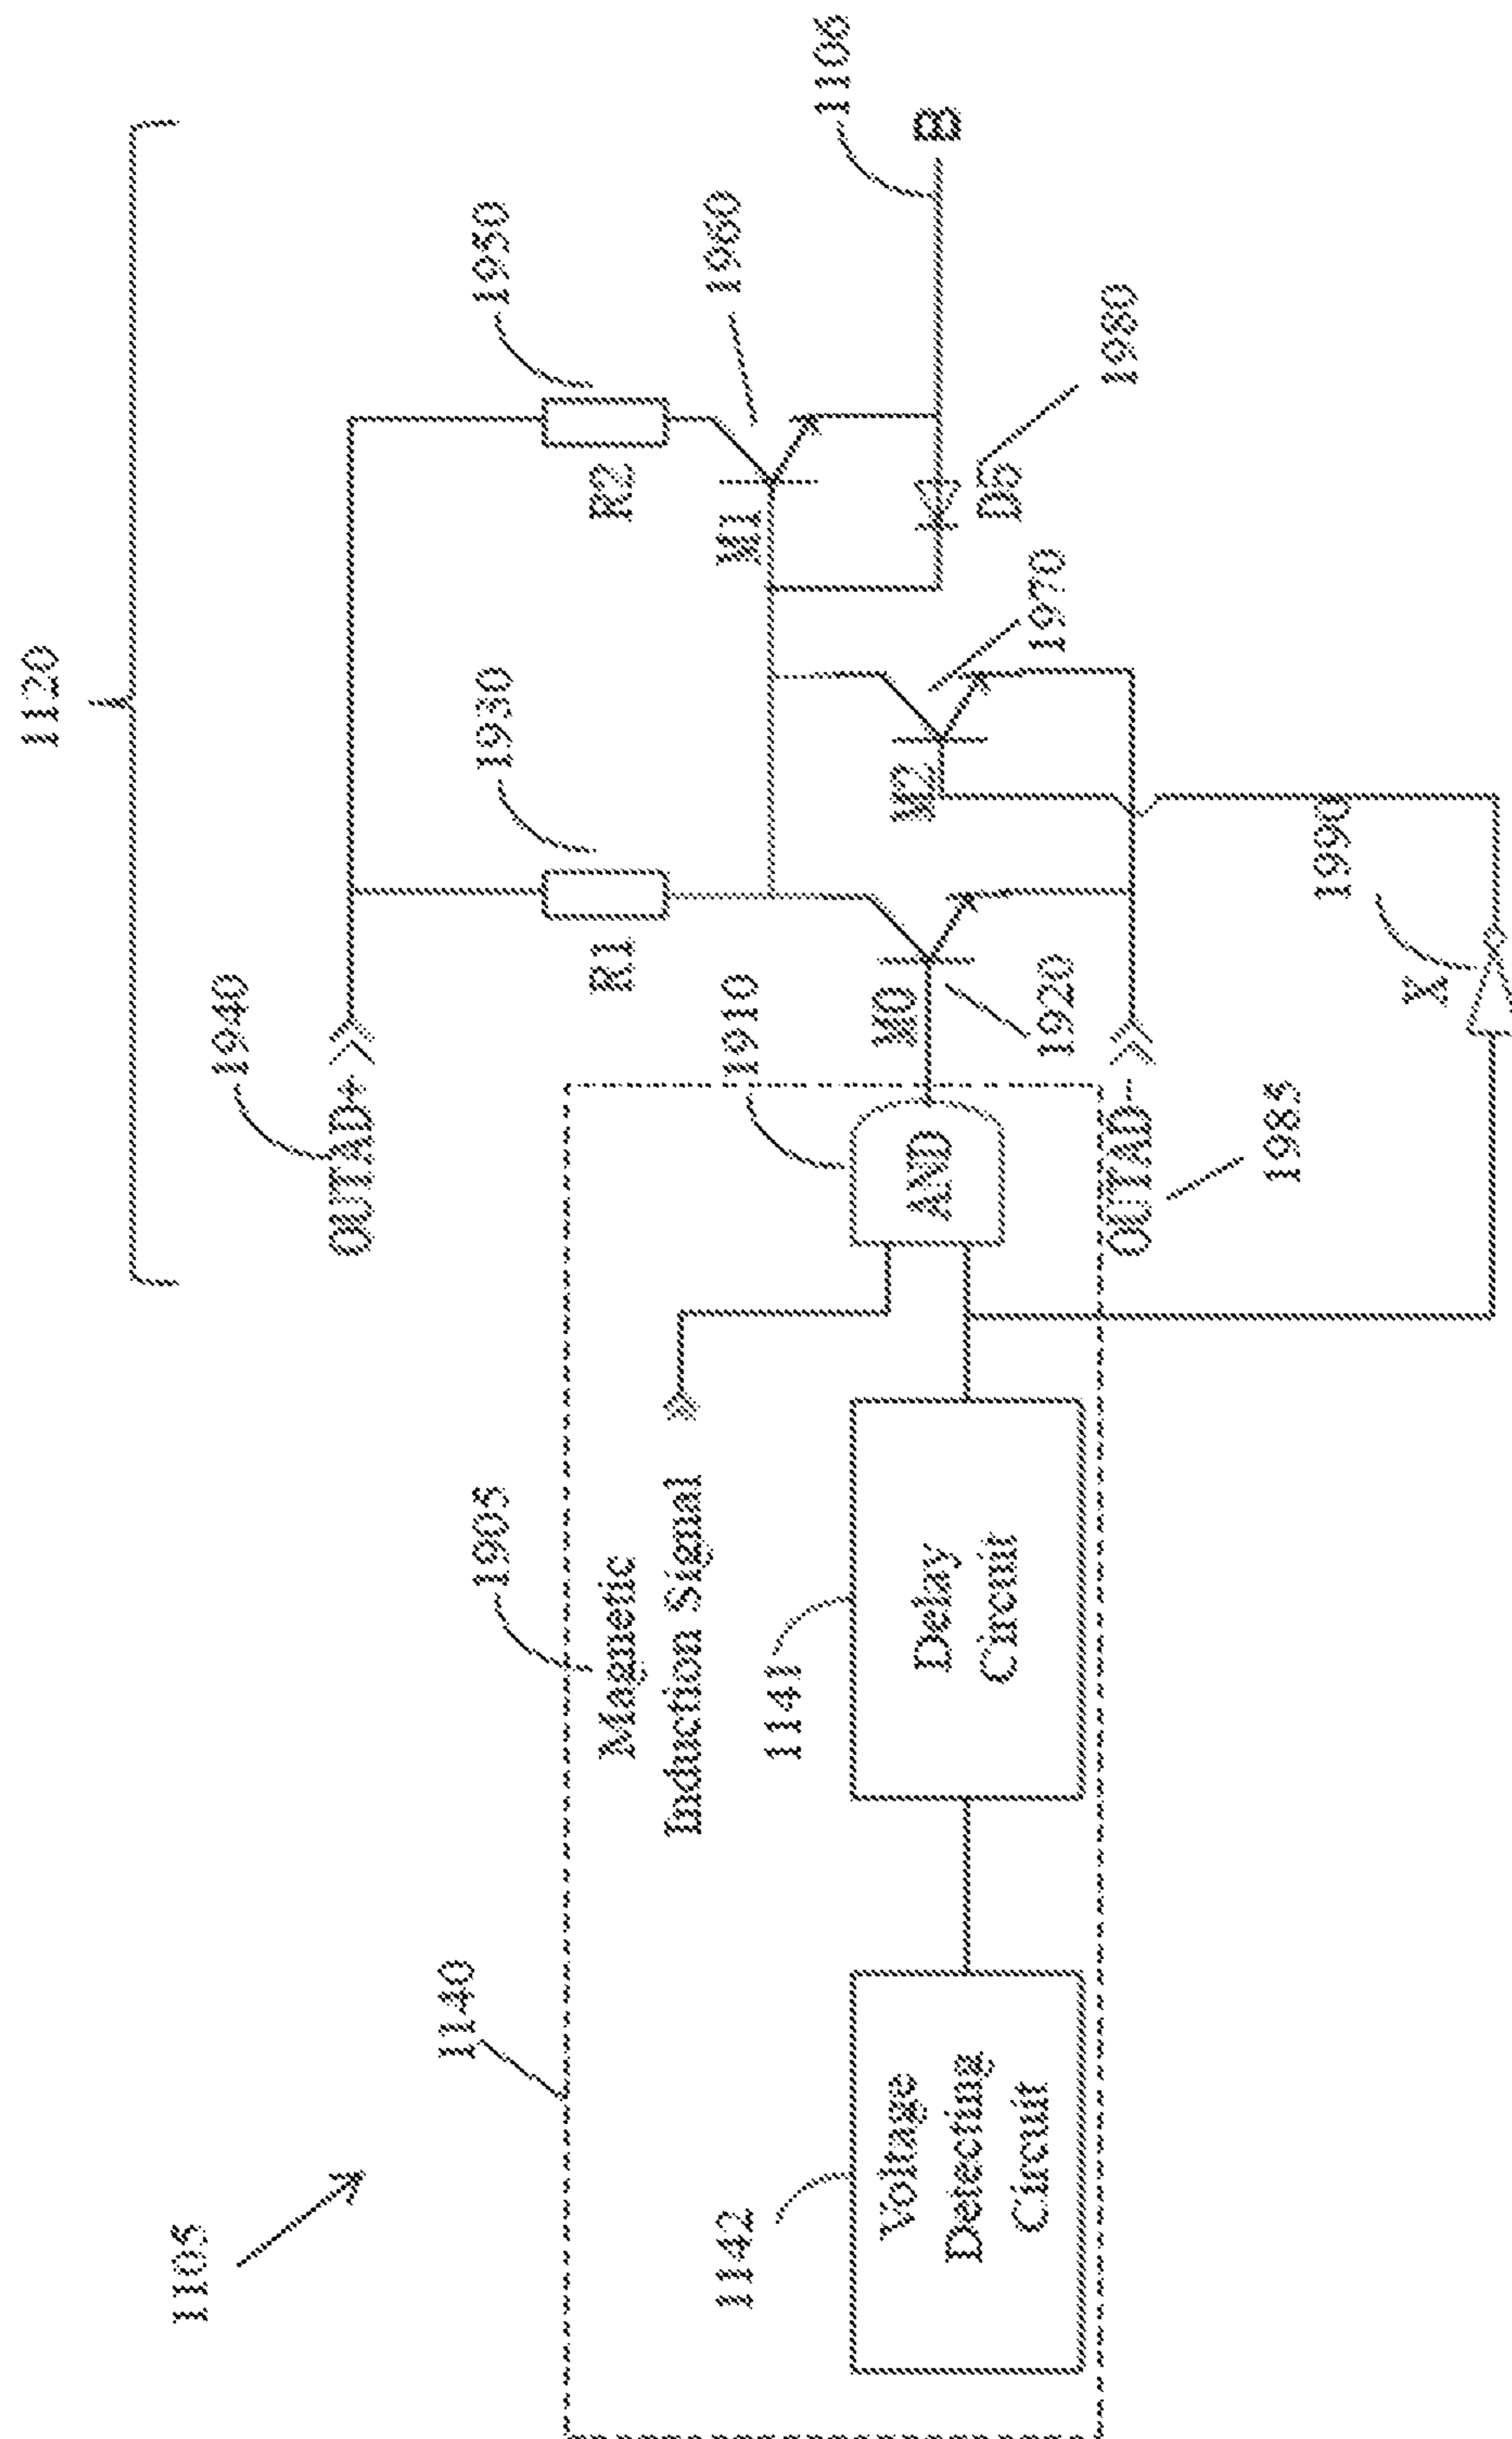 1120
1105
1140
1940
OUTAD+
1930
R1
1950
R2
1905
Magnetic
Induction Signal
1960
M1
1106
B
1910
AND
M0
1920
M2
1970
D5
1980
1142
Voltage
Detecting
Circuit
1141
Delay
Circuit
OUTAD-
1985
X
1990